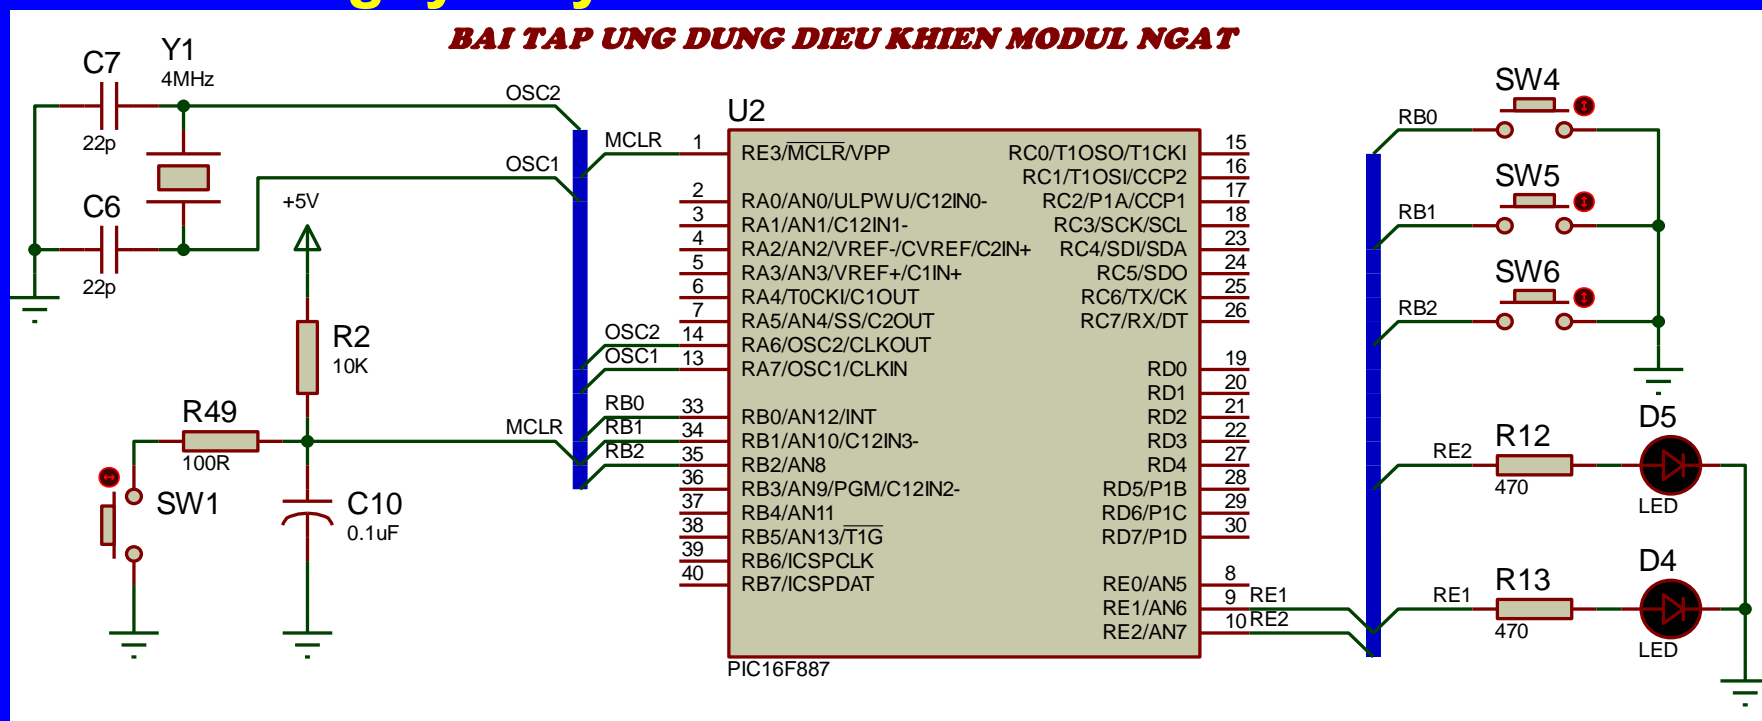 BAI TAP UNG DUNG DIEU KHIEN MODUL NGAT
C7
22p
Y1
4MHz
C6
22p
OSC2
OSC1
+5V
R2
10K
R49
100R
SW1
C10
0.1uF
MCLR
MCLR
OSC2
OSC1
RB0
RB1
RB2
U2
1 RE3/MCLR/VPP
2 RA0/AN0/ULPWU/C12IN0-
3 RA1/AN1/C12IN1-
4 RA2/AN2/VREF-/CVREF/C2IN+
5 RA3/AN3/VREF+/C1IN+
6 RA4/T0CKI/C1OUT
7 RA5/AN4/SS/C2OUT
14 RA6/OSC2/CLKOUT
13 RA7/OSC1/CLKIN
33 RB0/AN12/INT
34 RB1/AN10/C12IN3-
35 RB2/AN8
36 RB3/AN9/PGM/C12IN2-
37 RB4/AN11
38 RB5/AN13/T1G
39 RB6/ICSPCLK
40 RB7/ICSPDAT
RC0/T1OSO/T1CKI 15
RC1/T1OSI/CCP2 16
RC2/P1A/CCP1 17
RC3/SCK/SCL 18
RC4/SDI/SDA 23
RC5/SDO 24
RC6/TX/CK 25
RC7/RX/DT 26
RD0 19
RD1 20
RD2 21
RD3 22
RD4 27
RD5/P1B 28
RD6/P1C 29
RD7/P1D 30
RE0/AN5 8
RE1/AN6 9 RE1
RE2/AN7 10 RE2
PIC16F887
SW4
RB0
SW5
RB1
SW6
RB2
RE2
R12
470
D5
LED
RE1
R13
470
D4
LED